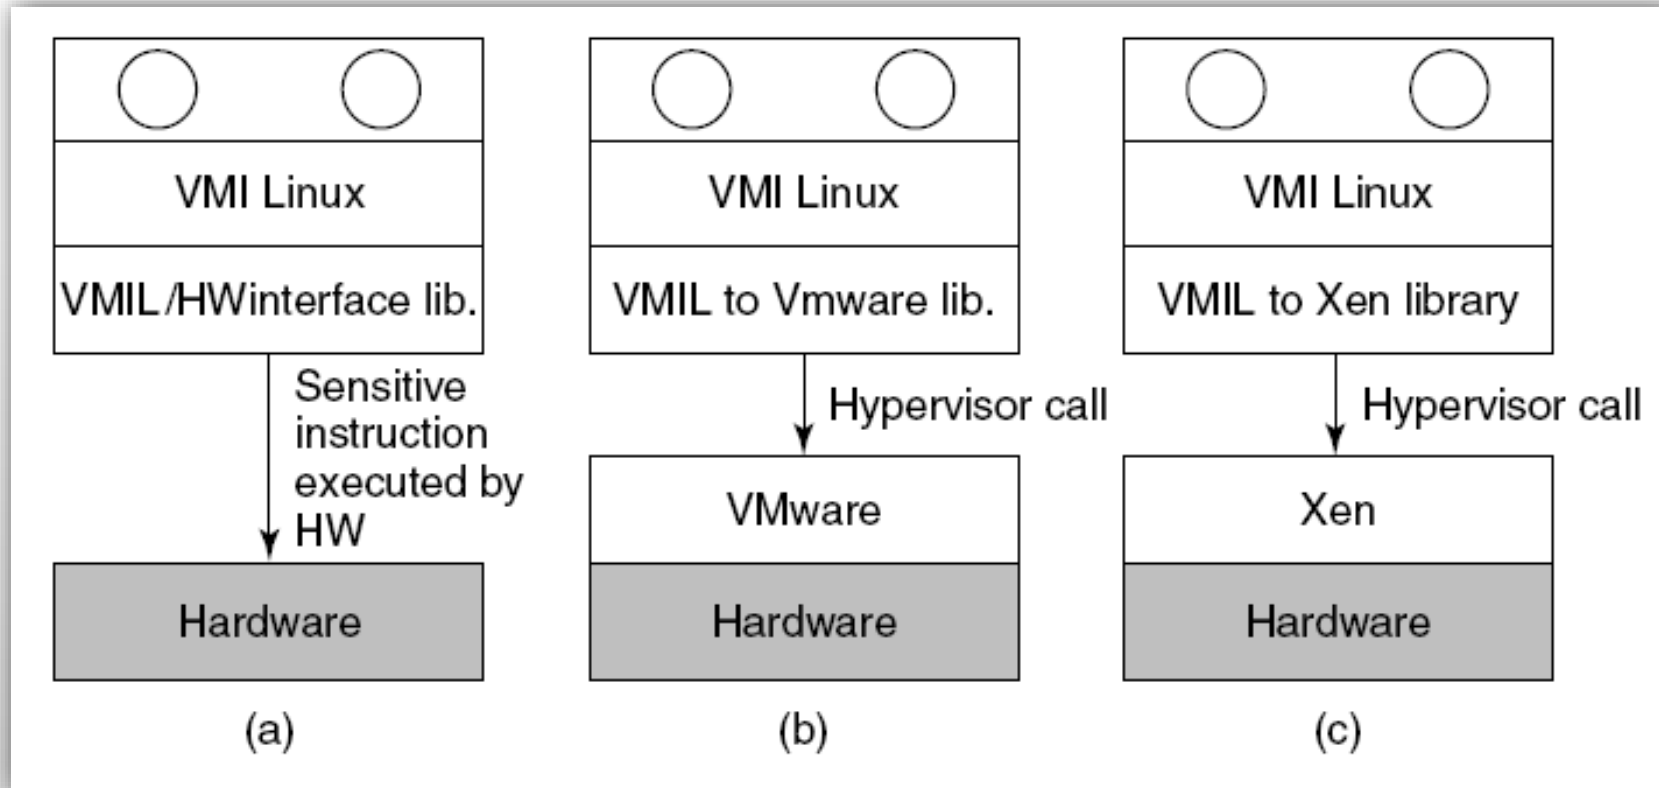 VMI Linux
VMIL/HWinterface lib.
Sensitive
instruction
executed by
HW
Hardware
(a)
VMI Linux
VMIL to Vmware lib.
Hypervisor call
VMware
Hardware
(b)
VMI Linux
VMIL to Xen library
Hypervisor call
Xen
Hardware
(c)